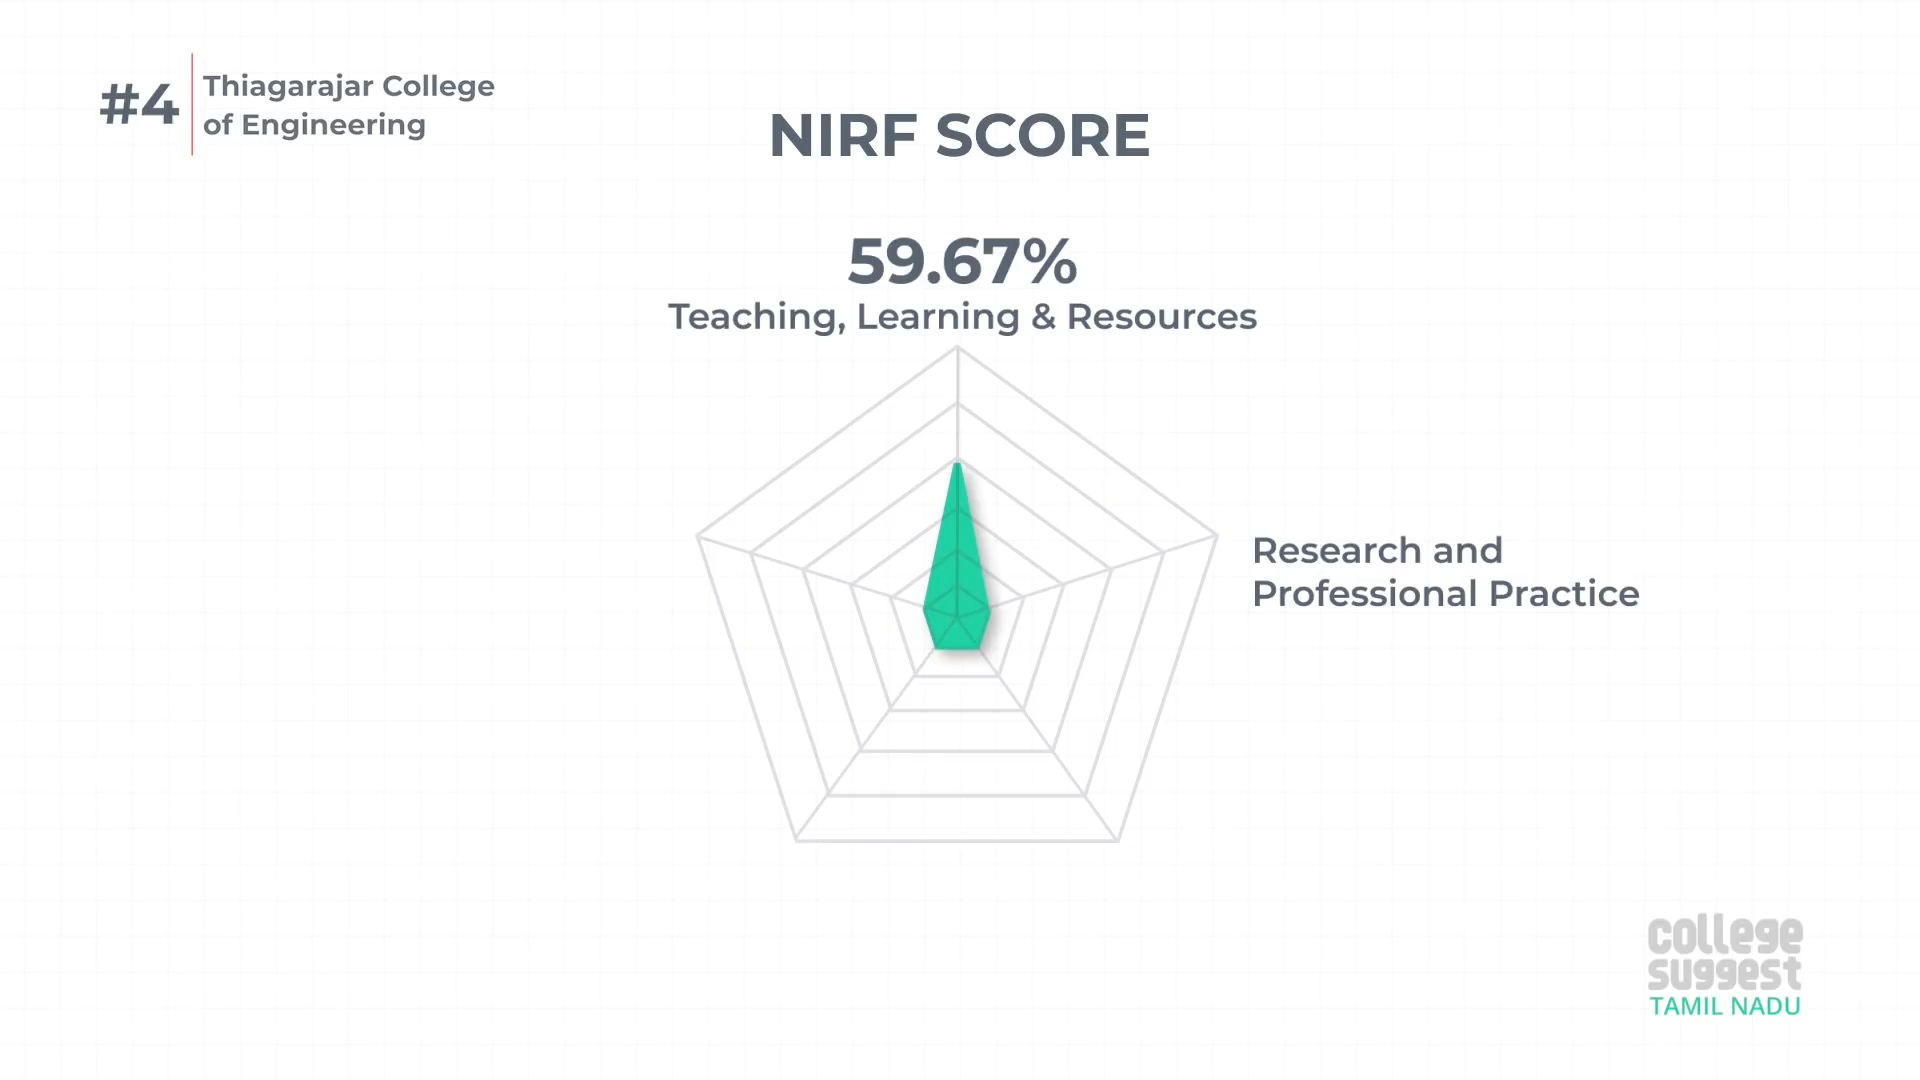 #4
Thiagarajar College
of Engineering
NIRF SCORE
59.67%
Teaching, Learning & Resources
Research and
Professional Practice
college
suggest
TAMIL NADU